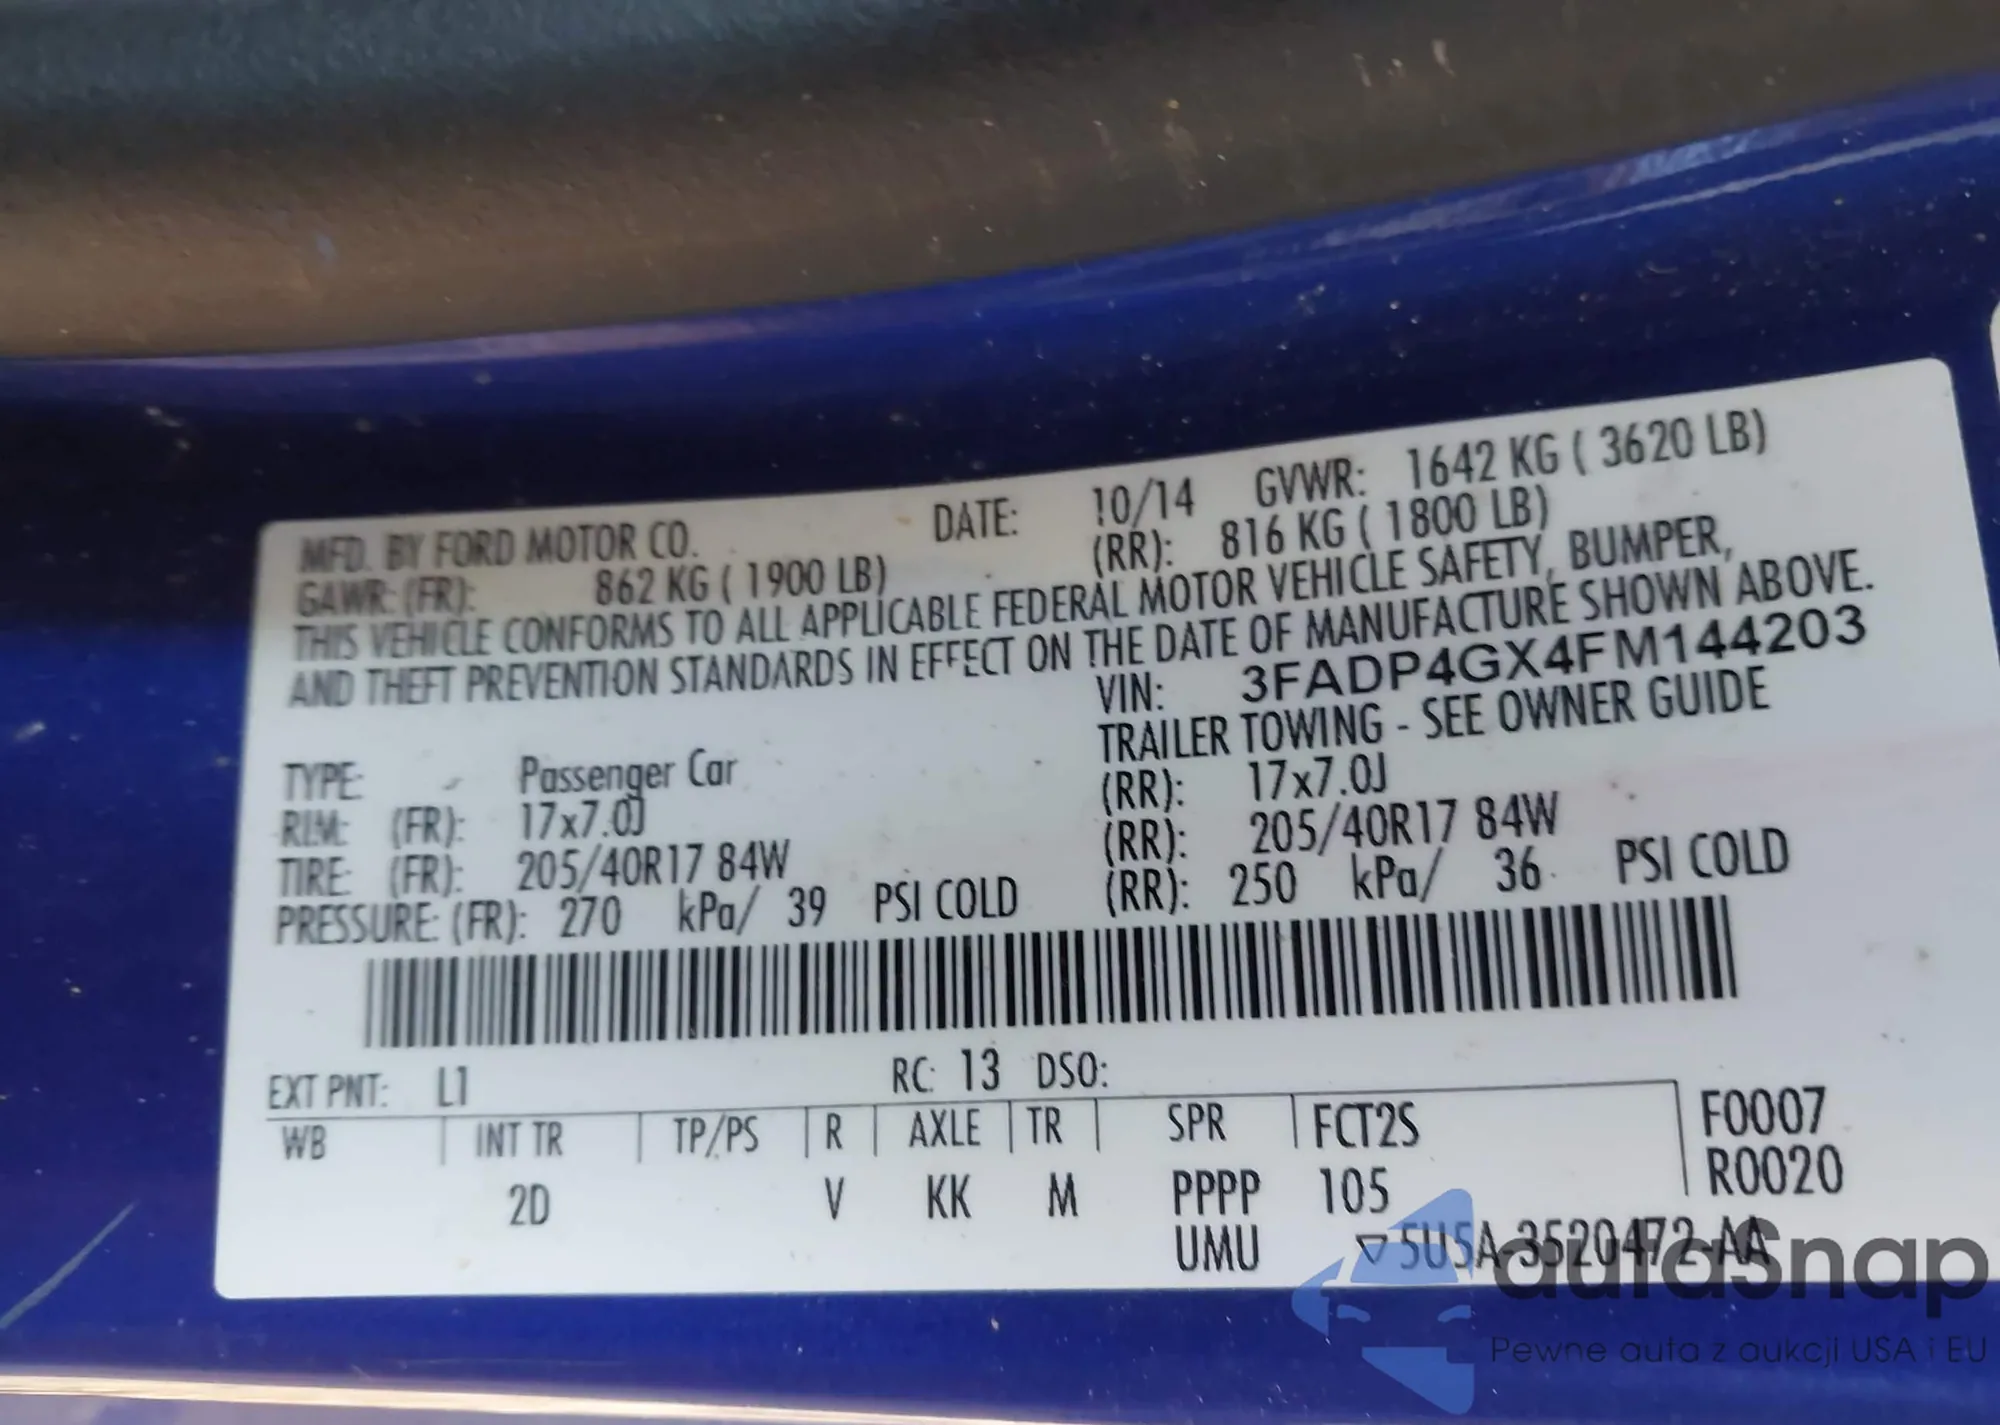 MFD. BY FORD MOTOR CO. DATE: 10/14 GVWR: 1642 KG ( 3620 LB)
GAWR: (FR): 862 KG ( 1900 LB) (RR): 816 KG ( 1800 LB)
THIS VEHICLE CONFORMS TO ALL APPLICABLE FEDERAL MOTOR VEHICLE SAFETY, BUMPER,
AND THEFT PREVENTION STANDARDS IN EFFECT ON THE DATE OF MANUFACTURE SHOWN ABOVE.
VIN: 3FADP4GX4FM144203
TYPE: Passenger Car TRAILER TOWING - SEE OWNER GUIDE
RIM: (FR): 17x7.0J (RR): 17x7.0J
TIRE: (FR): 205/40R17 84W (RR): 205/40R17 84W
PRESSURE: (FR): 270 kPa/ 39 PSI COLD (RR): 250 kPa/ 36 PSI COLD
EXT PNT: L1 RC: 13 DSO:
WB INT TR TP/PS R AXLE TR SPR FCT2S F0007
2D V KK M PPPP 105 R0020
UMU ▽5U5A-3520472-AA
autaSnap
Pewne auta z aukcji USA i EU